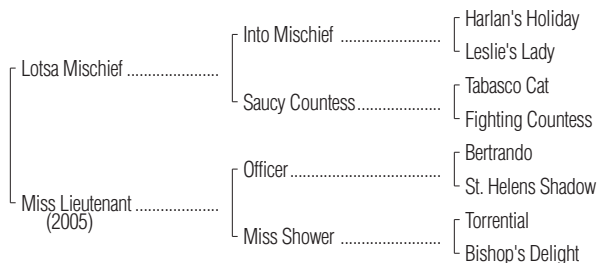 Harlan's Holiday
Into Mischief ........................
Leslie's Lady
Lotsa Mischief ......................
Tabasco Cat
Saucy Countess....................
Fighting Countess
Bertrando
Officer....................................
St. Helens Shadow
Miss Lieutenant ....................
(2005)
Torrential
Miss Shower ........................
Bishop's Delight